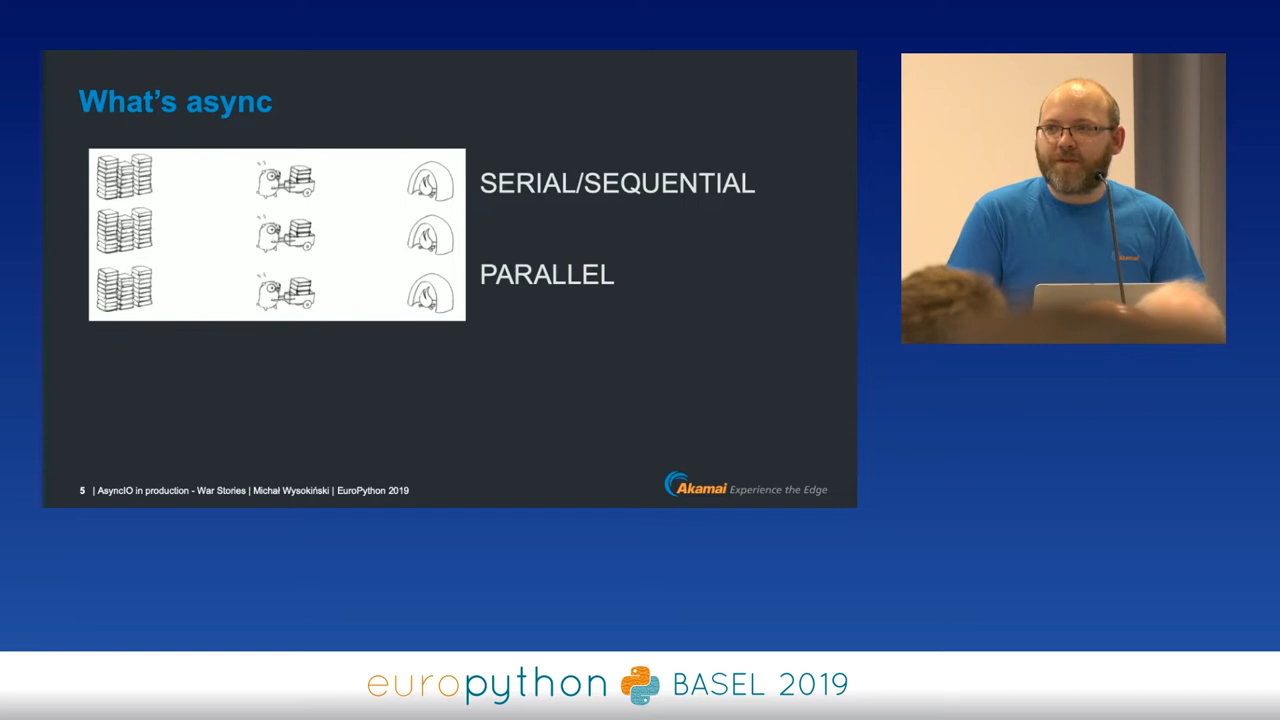 What's async
SERIAL/SEQUENTIAL
PARALLEL
5 | AsyncIO in production - War Stories | Michał Wysokiński | EuroPython 2019
Akamai Experience the Edge
Akamai
europython BASEL 2019